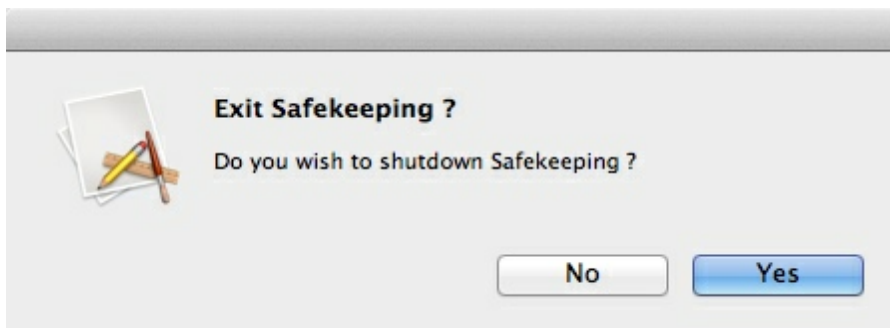 Exit Safekeeping ?
Do you wish to shutdown Safekeeping ?
No Yes